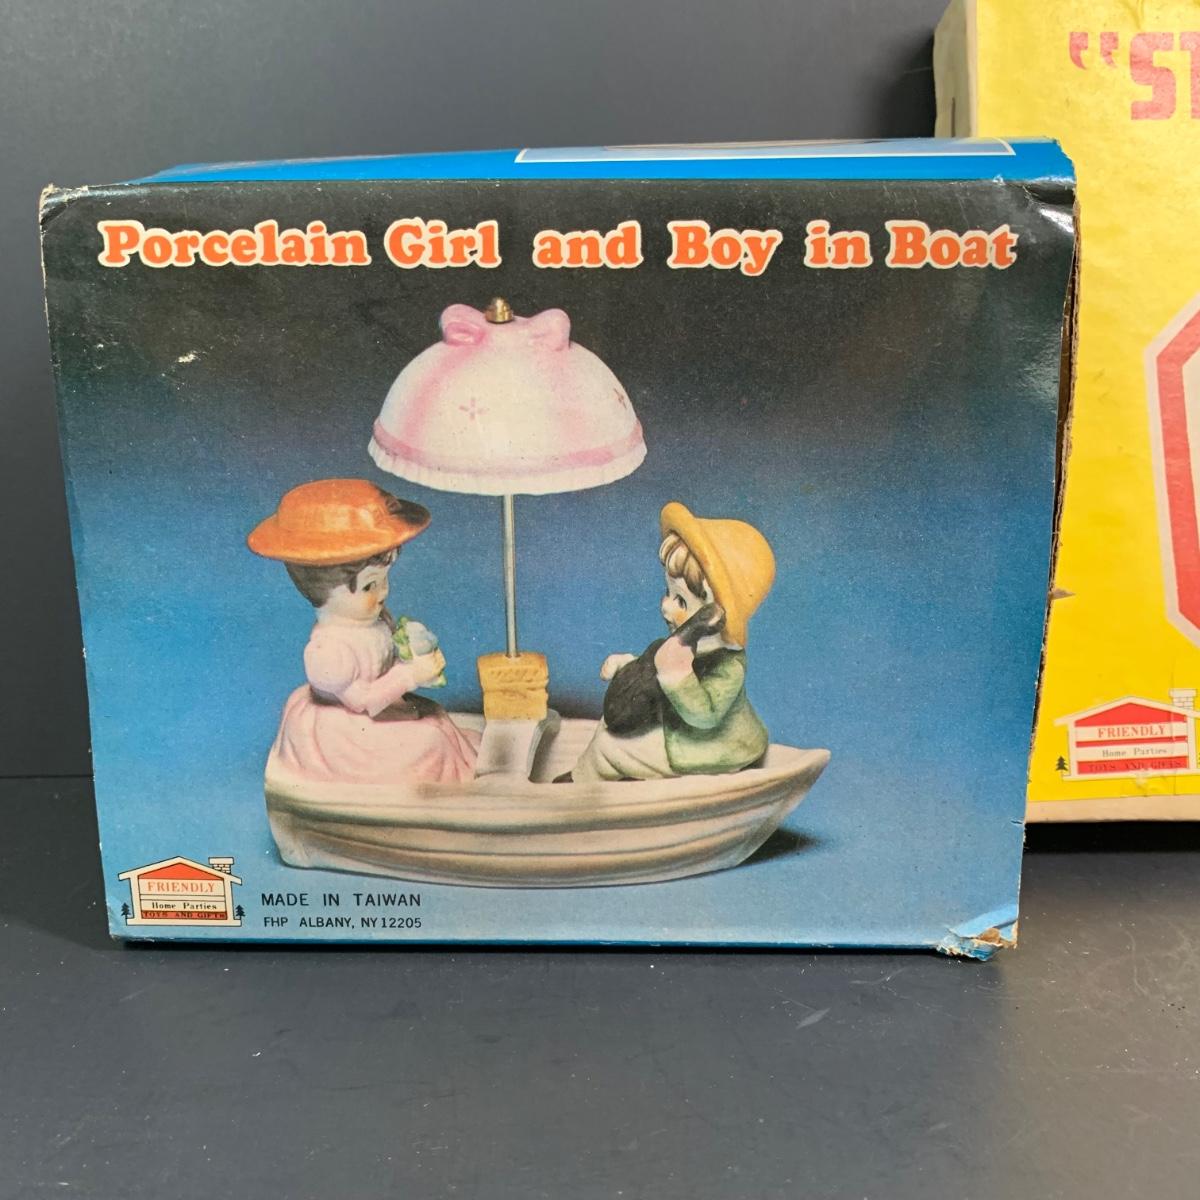 Porcelain Girl and Boy in Boat
FRIENDLY
Home Parties
TOYS AND GIFTS
MADE IN TAIWAN
FHP ALBANY, NY 12205
"ST
FRIENDLY
Home Parties
TOYS AND GIFTS